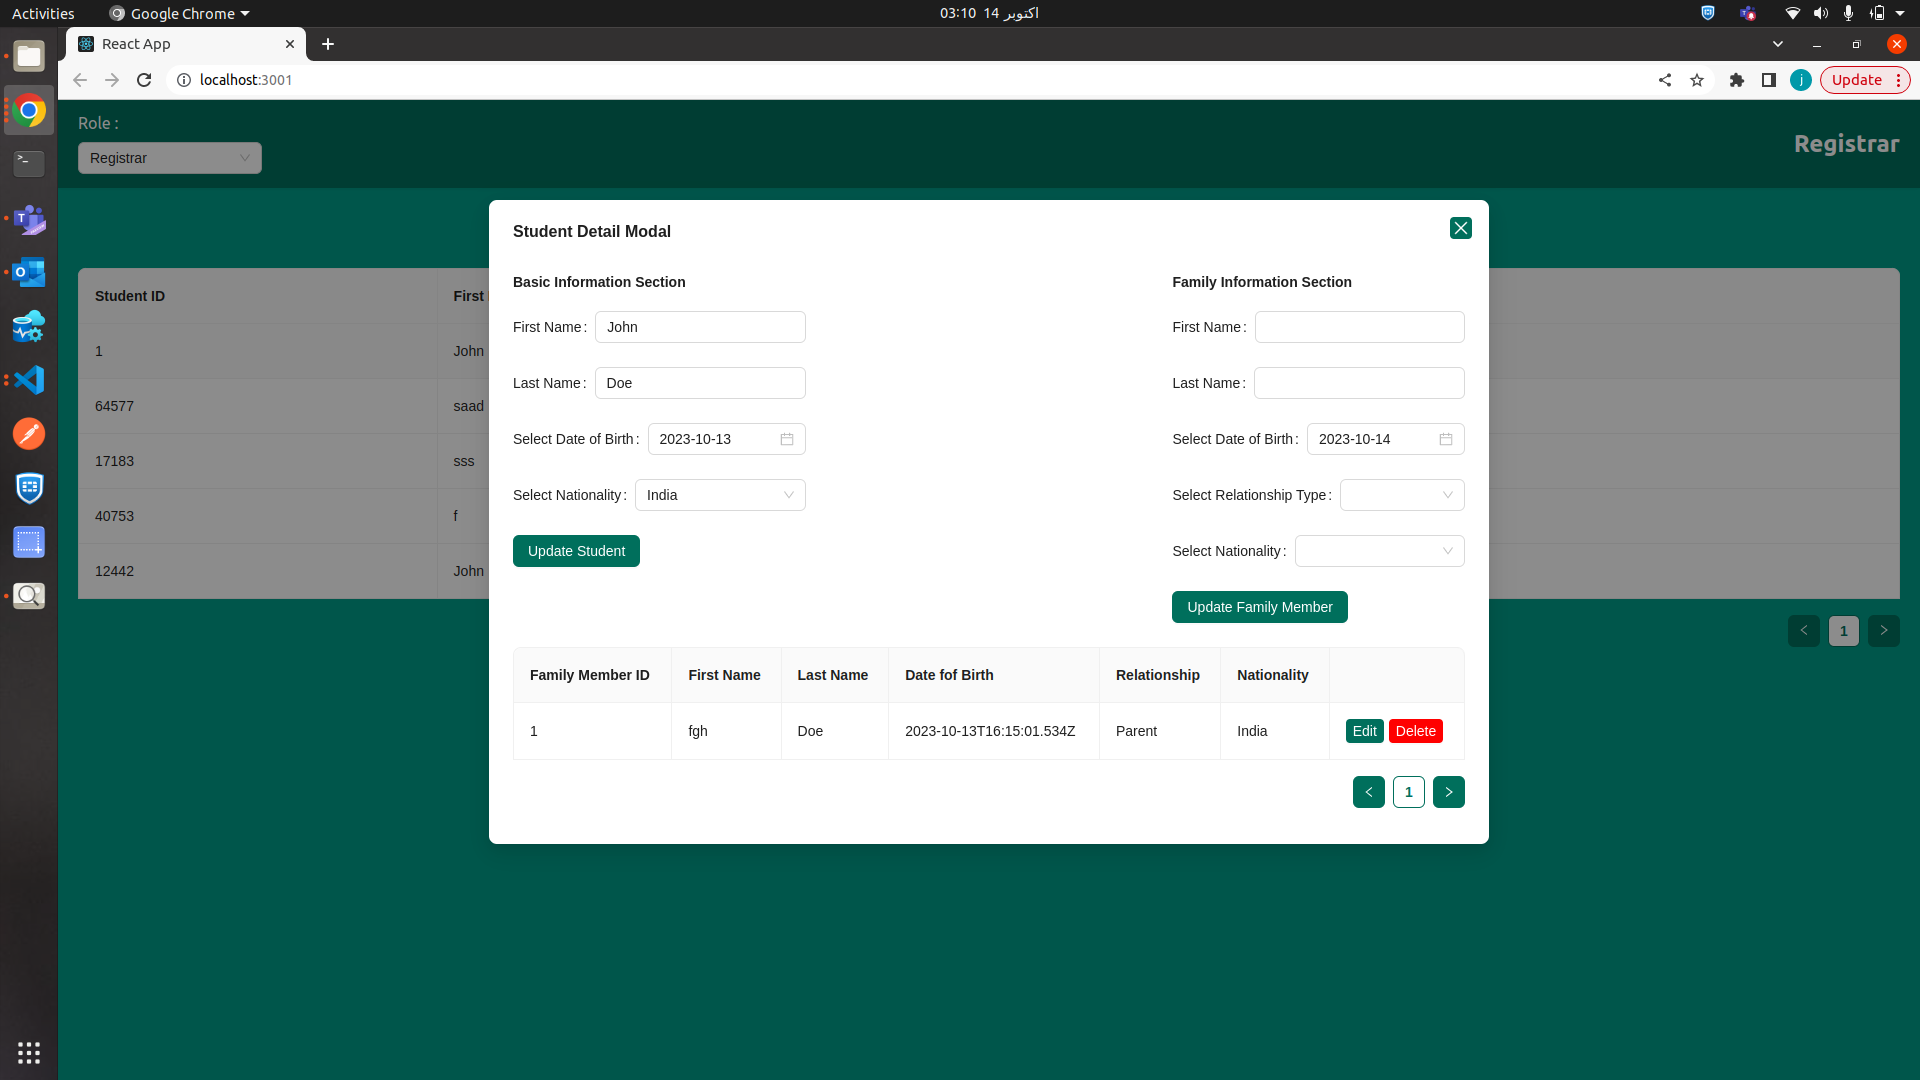 Activities
Google Chrome
03:10 14 اکتوبر
React App
localhost:3001
j
Update
Role :
Registrar
Registrar
Student ID
First
1
John
64577
saad
17183
sss
40753
f
12442
John
1
Student Detail Modal
Basic Information Section
First Name: John
Last Name: Doe
Select Date of Birth: 2023-10-13
Select Nationality: India
Update Student
Family Information Section
First Name:
Last Name:
Select Date of Birth: 2023-10-14
Select Relationship Type:
Select Nationality:
Update Family Member
Family Member ID First Name Last Name Date fof Birth Relationship Nationality
1 fgh Doe 2023-10-13T16:15:01.534Z Parent India Edit Delete
1